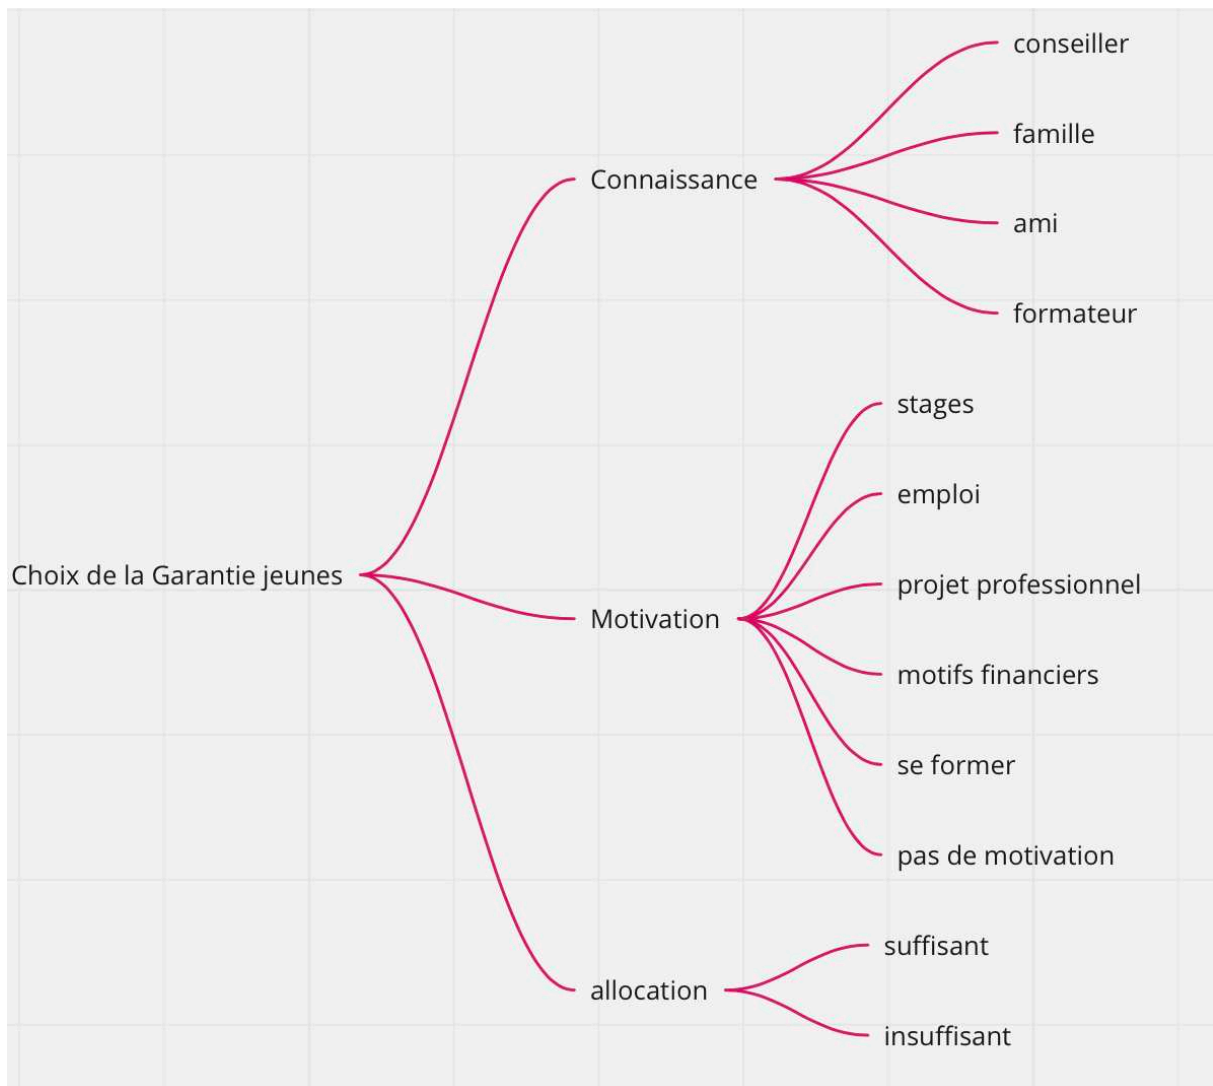 conseiller
famille
Connaissance
ami
formateur
stages
emploi
Choix de la Garantie jeunes
projet professionnel
Motivation
motifs financiers
se former
pas de motivation
suffisant
allocation
insuffisant